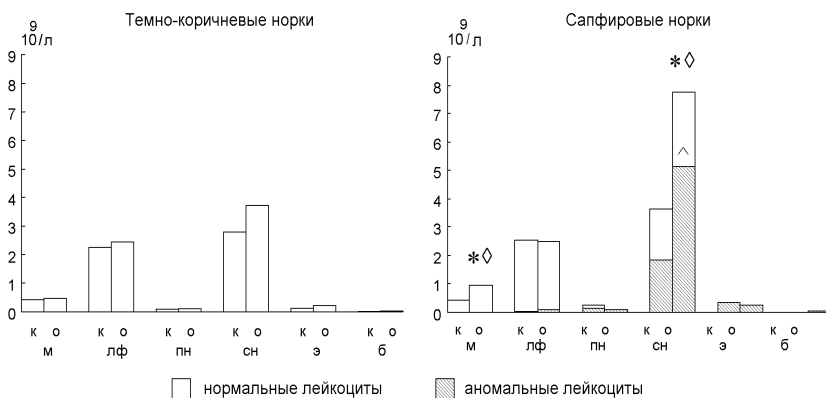 Темно-коричневые норки
9
10/л
9
8
7
6
5
4
3
2
1
0
к о к о к о к о к о к о
м лф пн сн э б
Сапфировые норки
9
10/л
9
8
7
6
5
4
3
2
1
0
*◊
*◊
^
к о к о к о к о к о к о
м лф пн сн э б
нормальные лейкоциты
аномальные лейкоциты